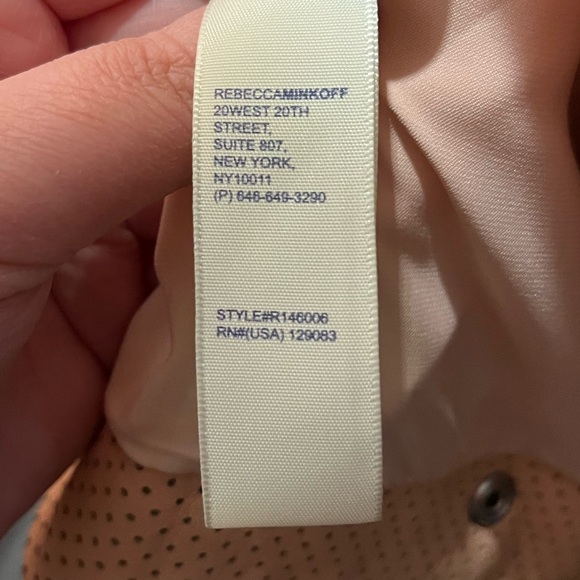 REBECCAMINKOFF
20WEST 20TH
STREET,
SUITE 807,
NEW YORK,
NY10011
(P) 646-649-3290
STYLE#R146006
RN#(USA) 129083